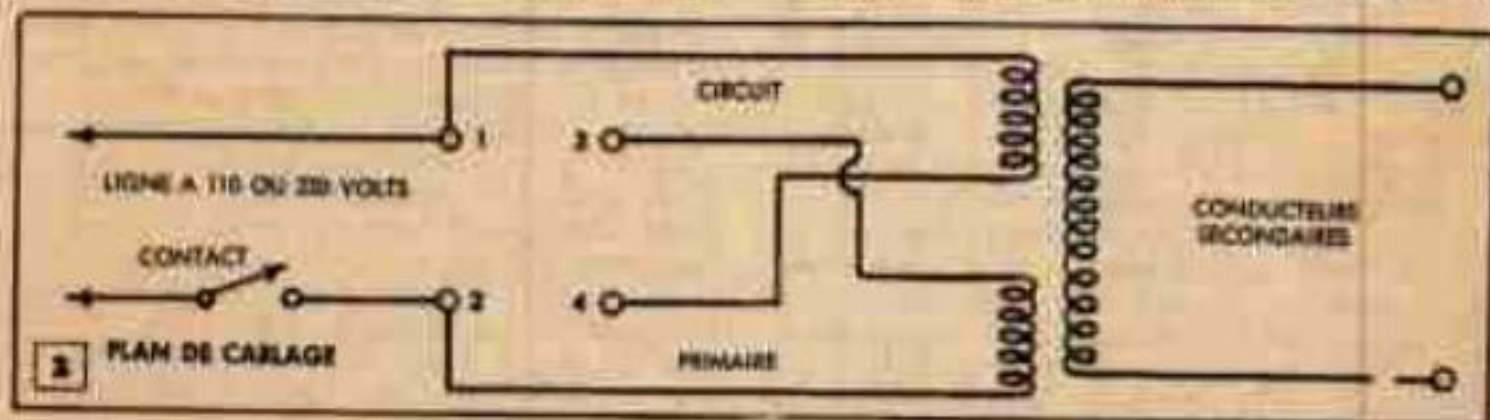 CIRCUIT
1
3
LIGNE A 110 OU 220 VOLTS
CONDUCTEURS
SECONDAIRES
CONTACT
2
4
2 PLAN DE CABLAGE
PRIMAIRE